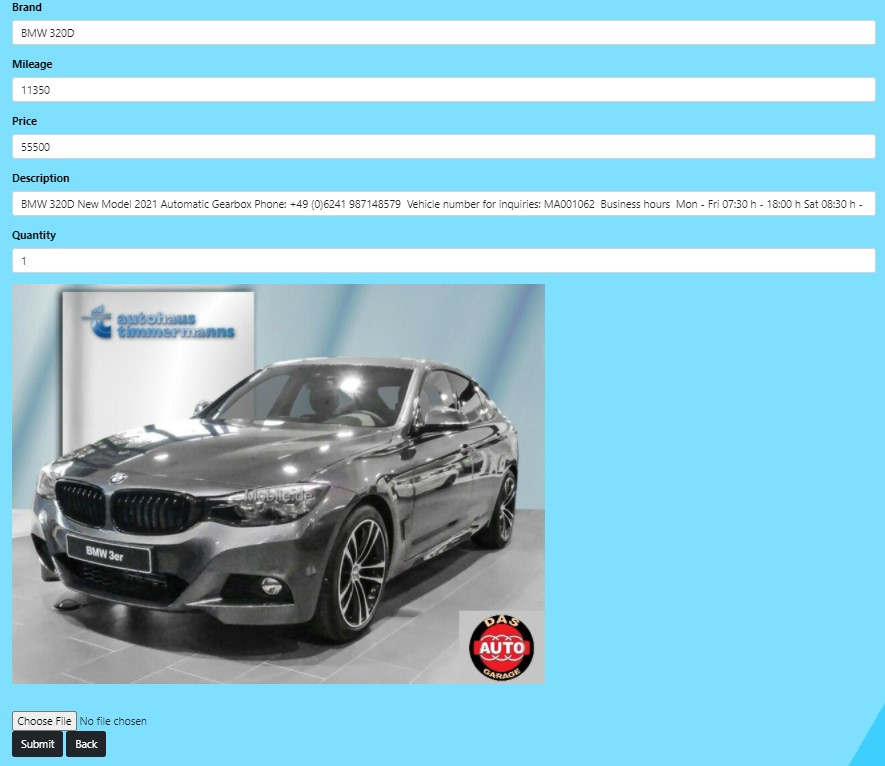 Brand
BMW 320D
Mileage
11350
Price
55500
Description
BMW 320D New Model 2021 Automatic Gearbox Phone: +49 (0)6241 987148579  Vehicle number for inquiries: MA001062  Business hours  Mon - Fri 07:30 h - 18:00 h Sat 08:30 h -
Quantity
1
autohaus
timmermanns
Mobile.de
BMW 3er
DAS
AUTO
GARAGE
Choose File No file chosen
Submit Back